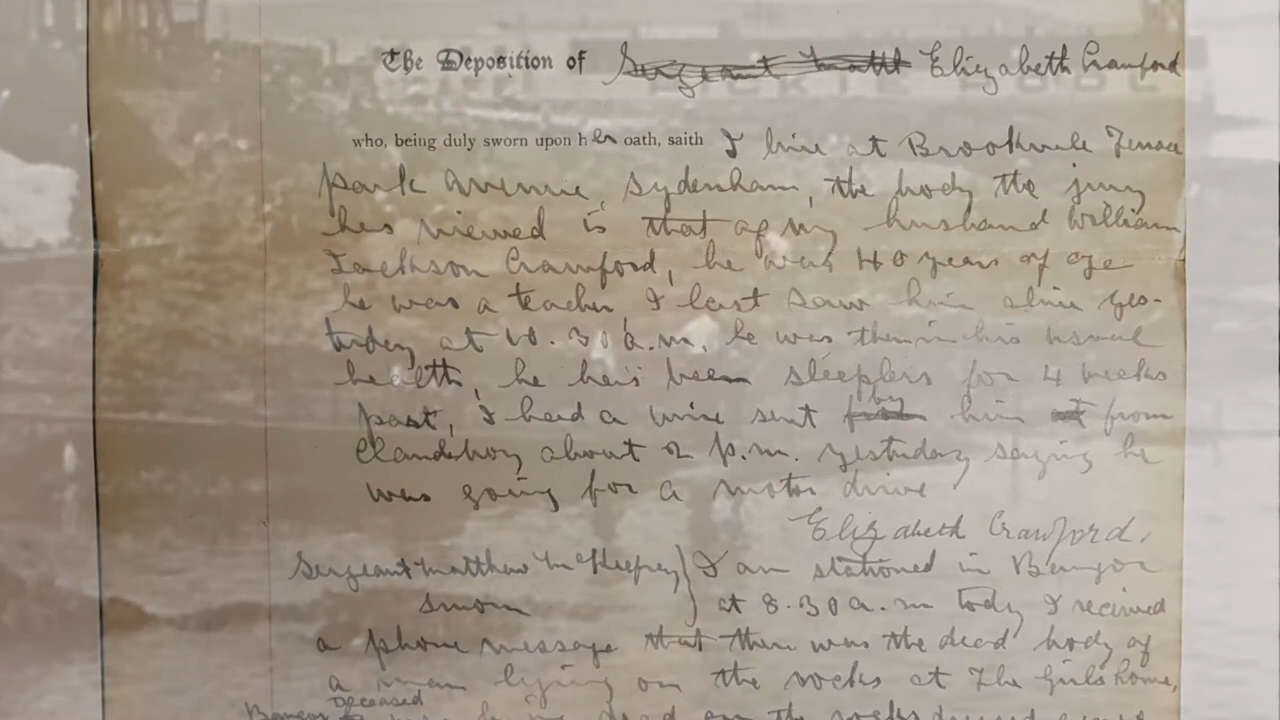 The Deposition of Sergeant Matth Elizabeth Crawford
who, being duly sworn upon her oath, saith I live at Brookvale Terrace
park avenue, Sydenham, the body the jury
has viewed is that of my husband William
Jackson Crawford, he was 40 years of age
he was a teacher, I last saw him alive yes-
terday at 10.30 a.m. he was then in his usual
health, he has been sleepless for 4 weeks
past, I had a wire sent by him from
Clandeboy about 2 p.m. yesterday saying he
was going for a motor drive
Elizabeth Crawford.
Sergeant Matthew
sworn
I am stationed in Bangor
at 8.30 a.m today I received
a phone message that there was the dead body of
a man lying on the rocks at The Girls home,
deceased
dead on the rocks